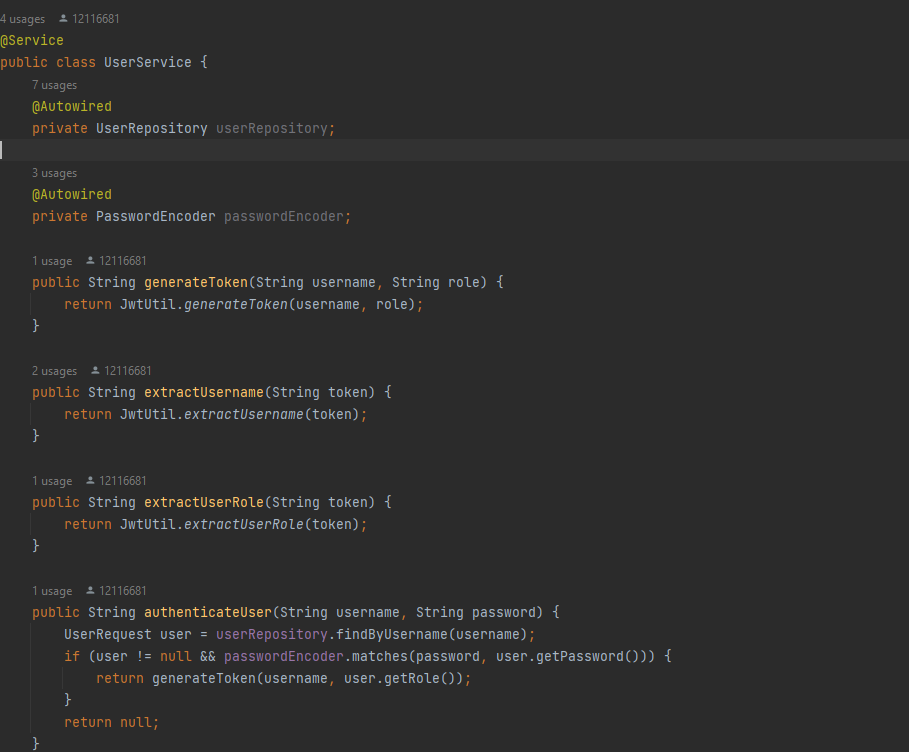 4 usages 12116681
@Service
public class UserService {
7 usages
@Autowired
private UserRepository userRepository;
3 usages
@Autowired
private PasswordEncoder passwordEncoder;
1 usage 12116681
public String generateToken(String username, String role) {
return JwtUtil.generateToken(username, role);
}
2 usages 12116681
public String extractUsername(String token) {
return JwtUtil.extractUsername(token);
}
1 usage 12116681
public String extractUserRole(String token) {
return JwtUtil.extractUserRole(token);
}
1 usage 12116681
public String authenticateUser(String username, String password) {
UserRequest user = userRepository.findByUsername(username);
if (user != null && passwordEncoder.matches(password, user.getPassword())) {
return generateToken(username, user.getRole());
}
return null;
}